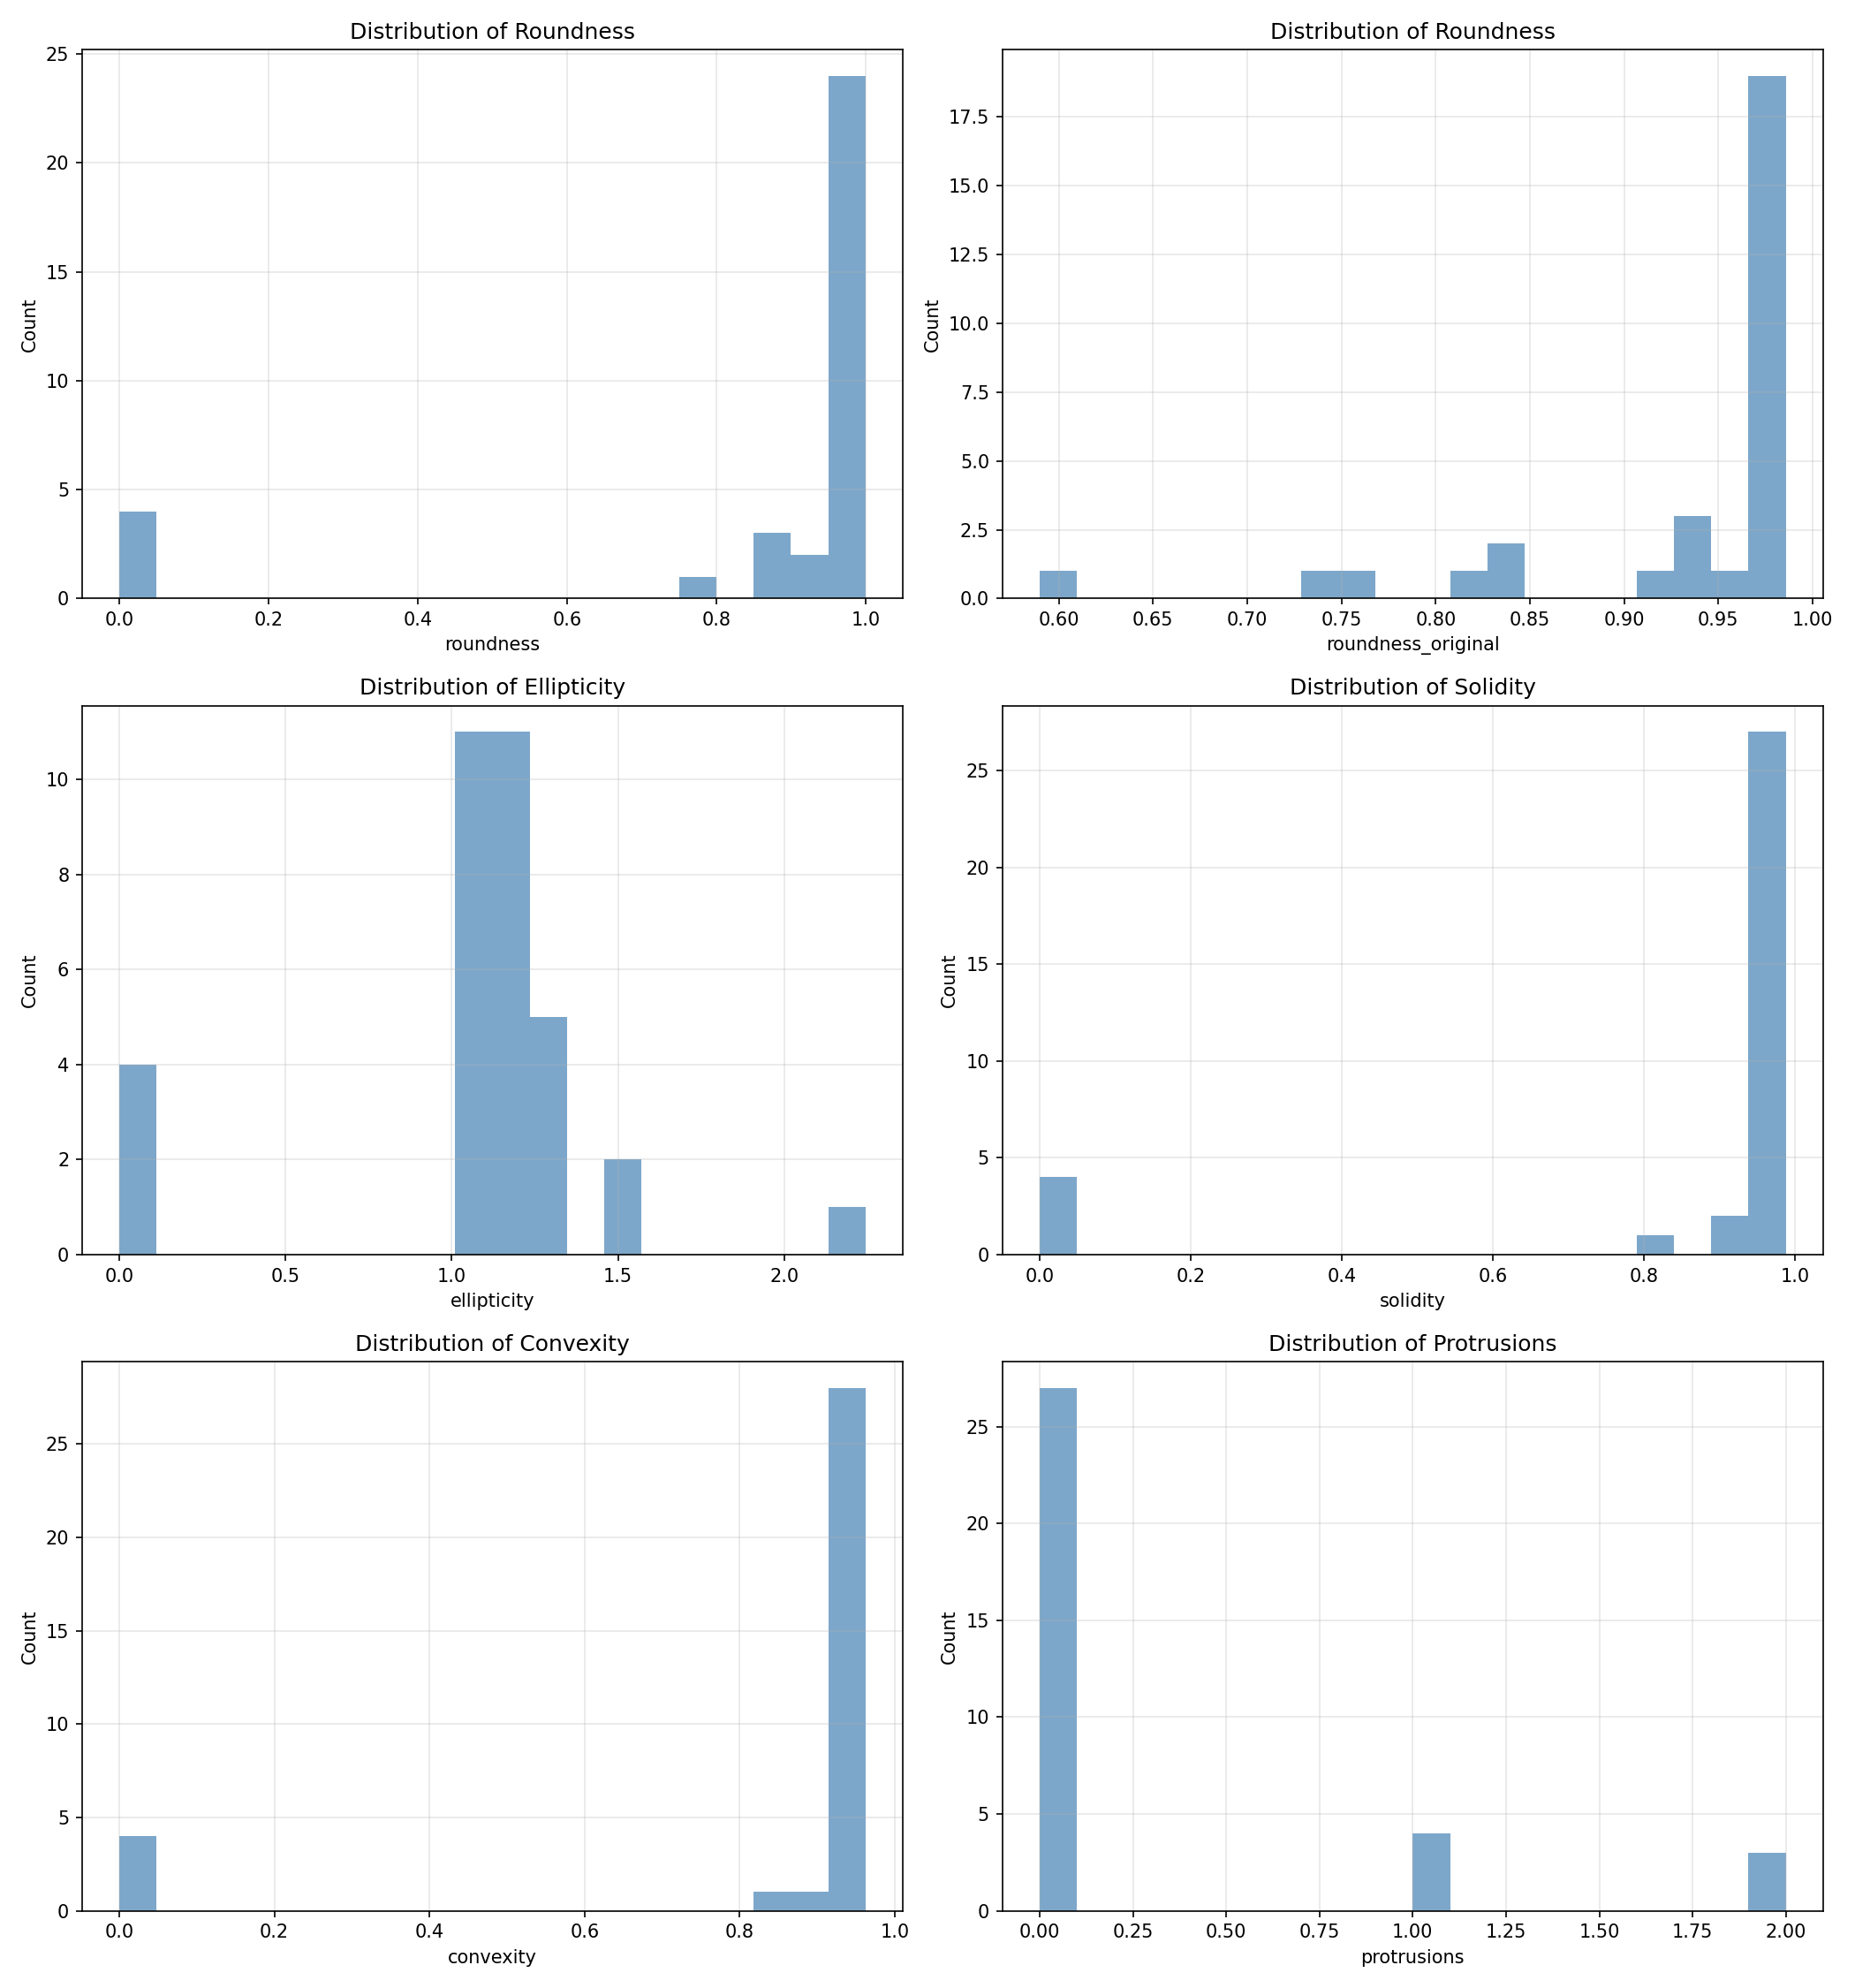 Distribution of Roundness
25
20
15
10
5
0
Count
0.0 0.2 0.4 0.6 0.8 1.0
roundness
Distribution of Roundness
17.5
15.0
12.5
10.0
7.5
5.0
2.5
0.0
Count
0.60 0.65 0.70 0.75 0.80 0.85 0.90 0.95 1.00
roundness_original
Distribution of Ellipticity
10
8
6
4
2
0
Count
0.0 0.5 1.0 1.5 2.0
ellipticity
Distribution of Solidity
25
20
15
10
5
0
Count
0.0 0.2 0.4 0.6 0.8 1.0
solidity
Distribution of Convexity
25
20
15
10
5
0
Count
0.0 0.2 0.4 0.6 0.8 1.0
convexity
Distribution of Protrusions
25
20
15
10
5
0
Count
0.00 0.25 0.50 0.75 1.00 1.25 1.50 1.75 2.00
protrusions